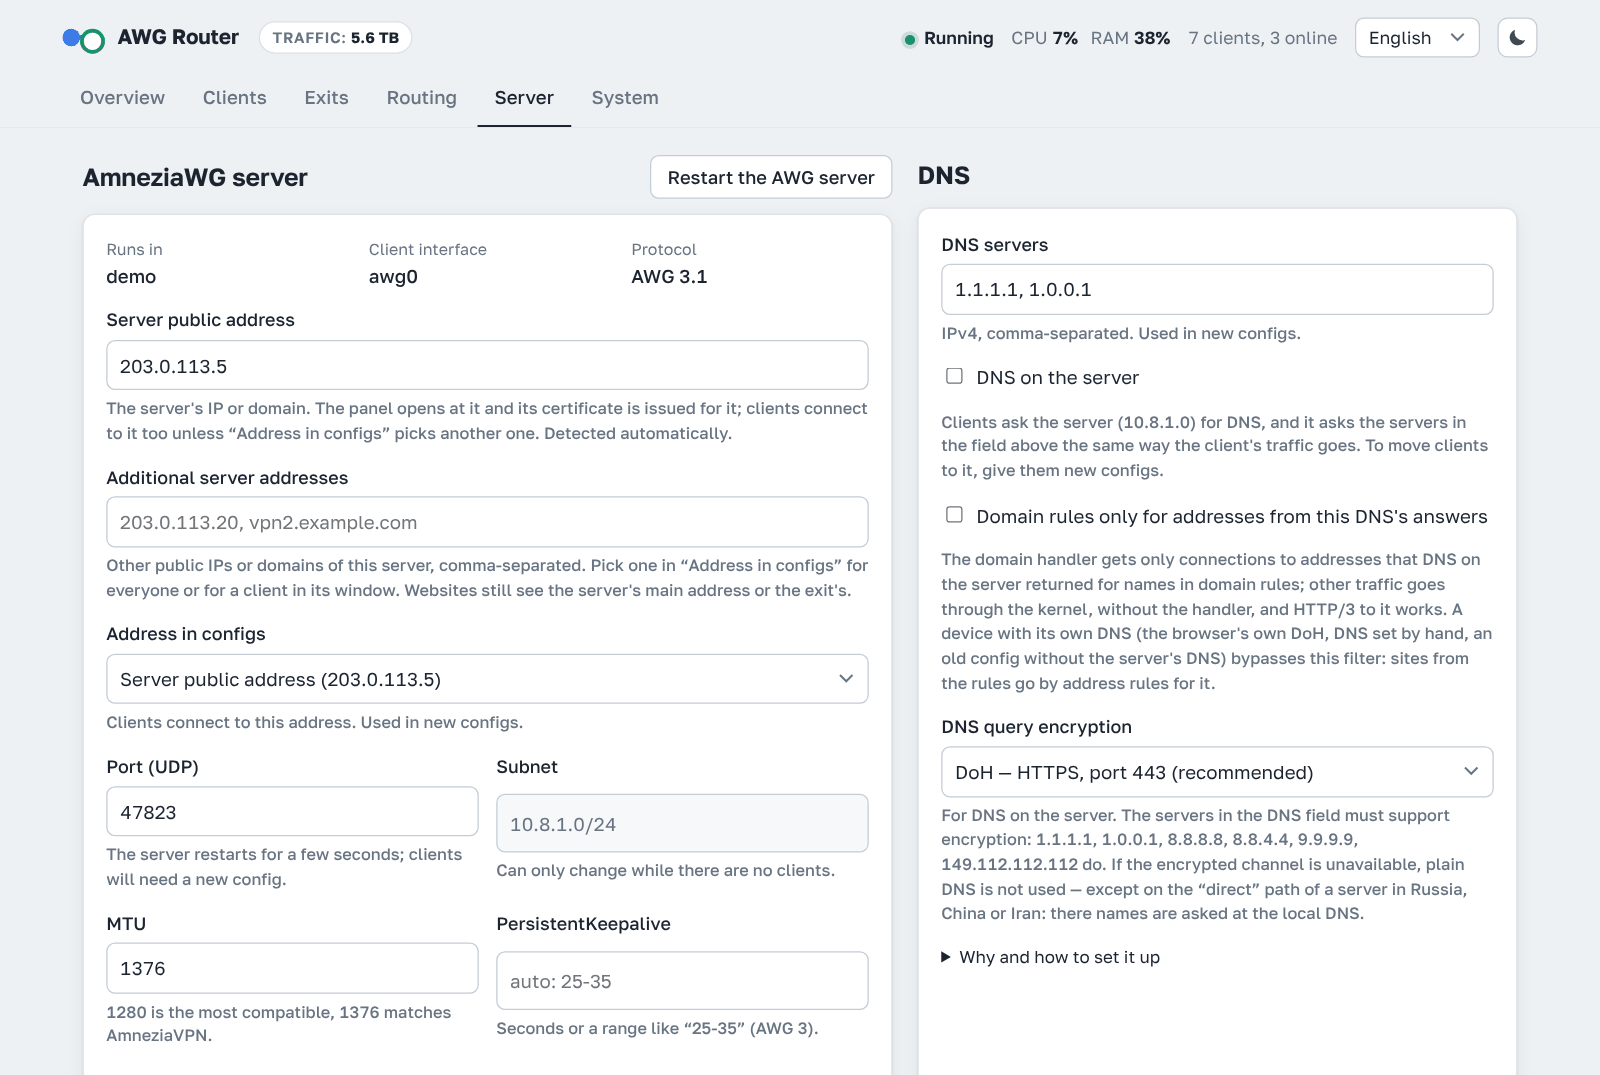 AWG Router
TRAFFIC: 5.6 TB
Running
CPU 7%
RAM 38%
7 clients, 3 online
English
Overview
Clients
Exits
Routing
Server
System
AmneziaWG server
Restart the AWG server
Runs in
demo
Client interface
awg0
Protocol
AWG 3.1
Server public address
203.0.113.5
The server's IP or domain. The panel opens at it and its certificate is issued for it; clients connect
to it too unless “Address in configs” picks another one. Detected automatically.
Additional server addresses
203.0.113.20, vpn2.example.com
Other public IPs or domains of this server, comma-separated. Pick one in “Address in configs” for
everyone or for a client in its window. Websites still see the server's main address or the exit's.
Address in configs
Server public address (203.0.113.5)
Clients connect to this address. Used in new configs.
Port (UDP)
47823
The server restarts for a few seconds; clients
will need a new config.
Subnet
10.8.1.0/24
Can only change while there are no clients.
MTU
1376
1280 is the most compatible, 1376 matches
AmneziaVPN.
PersistentKeepalive
auto: 25-35
Seconds or a range like “25-35” (AWG 3).
DNS
DNS servers
1.1.1.1, 1.0.0.1
IPv4, comma-separated. Used in new configs.
DNS on the server
Clients ask the server (10.8.1.0) for DNS, and it asks the servers in
the field above the same way the client's traffic goes. To move clients
to it, give them new configs.
Domain rules only for addresses from this DNS's answers
The domain handler gets only connections to addresses that DNS on
the server returned for names in domain rules; other traffic goes
through the kernel, without the handler, and HTTP/3 to it works. A
device with its own DNS (the browser's own DoH, DNS set by hand, an
old config without the server's DNS) bypasses this filter: sites from
the rules go by address rules for it.
DNS query encryption
DoH — HTTPS, port 443 (recommended)
For DNS on the server. The servers in the DNS field must support
encryption: 1.1.1.1, 1.0.0.1, 8.8.8.8, 8.8.4.4, 9.9.9.9,
149.112.112.112 do. If the encrypted channel is unavailable, plain
DNS is not used — except on the “direct” path of a server in Russia,
China or Iran: there names are asked at the local DNS.
Why and how to set it up